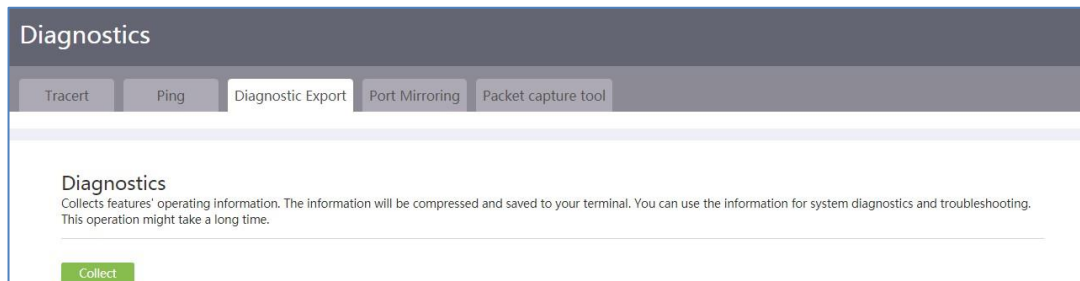 Diagnostics
Tracert Ping Diagnostic Export Port Mirroring Packet capture tool
Diagnostics
Collects features' operating information. The information will be compressed and saved to your terminal. You can use the information for system diagnostics and troubleshooting.
This operation might take a long time.
Collect